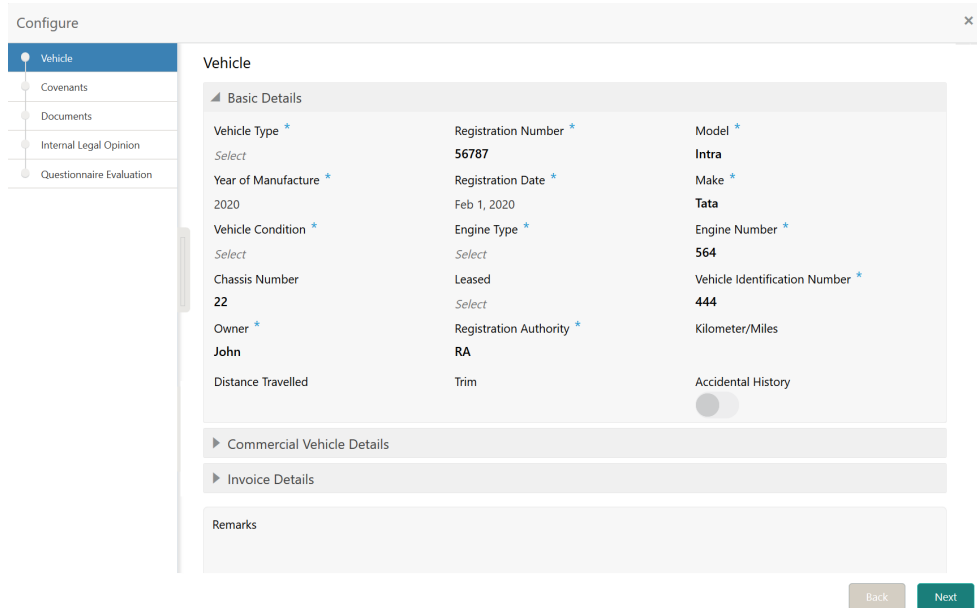 Configure
×
Vehicle
Covenants
Documents
Internal Legal Opinion
Questionnaire Evaluation
Vehicle
Basic Details
Vehicle Type * Registration Number * Model *
Select 56787 Intra
Year of Manufacture * Registration Date * Make *
2020 Feb 1, 2020 Tata
Vehicle Condition * Engine Type * Engine Number *
Select Select 564
Chassis Number Leased Vehicle Identification Number *
22 Select 444
Owner * Registration Authority * Kilometer/Miles
John RA
Distance Travelled Trim Accidental History
Commercial Vehicle Details
Invoice Details
Remarks
Back Next